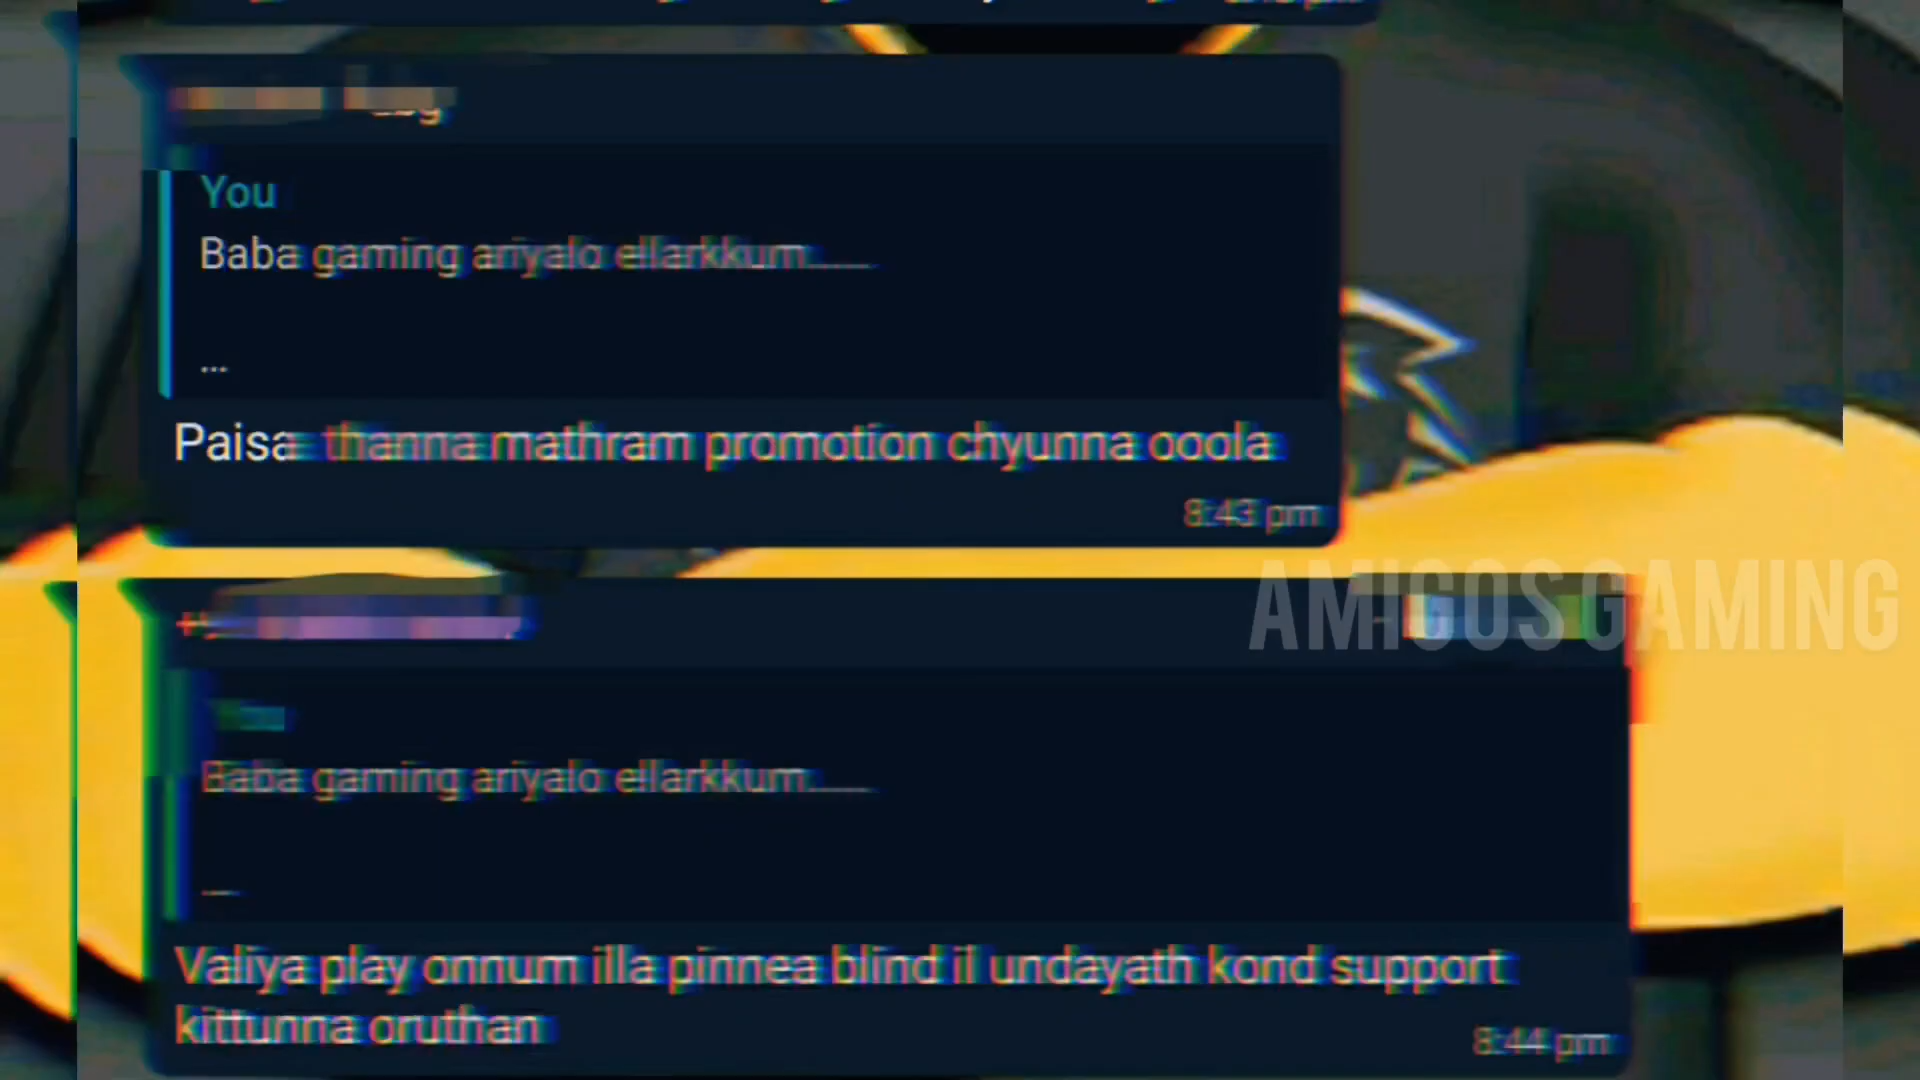 You
Baba gaming ariyalo ellarkkum......
...
Paisa thanna mathram promotion chyunna ooola
8:43 pm
AMIGOS GAMING
Baba gaming ariyalo ellarkkum......
...
Valiya play onnum illa pinnea blind il undayath kond support
kittunna oruthan
8:44 pm